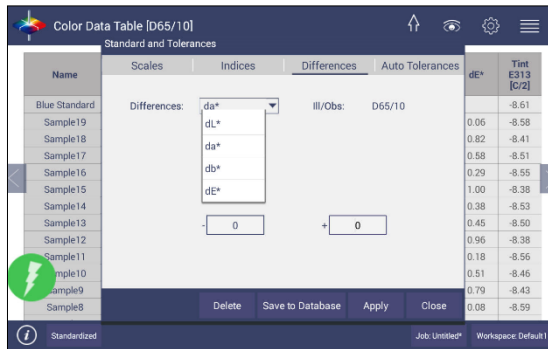 Color Data Table [D65/10]
Standard and Tolerances
Scales Indices Differences Auto Tolerances
Name dE* Tint E313 [C/2]
Differences: da* Ill/Obs: D65/10
dL*
da*
db*
dE*
- 0 + 0
Blue Standard -8.61
Sample19 0.06 -8.58
Sample18 0.82 -8.41
Sample17 0.58 -8.51
Sample16 0.29 -8.55
Sample15 1.00 -8.38
Sample14 0.38 -8.53
Sample13 0.45 -8.50
Sample12 0.96 -8.38
Sample11 0.18 -8.56
mple10 0.51 -8.46
ample9 0.79 -8.43
Sample8 0.08 -8.59
Delete Save to Database Apply Close
i Standardized Job: Untitled* Workspace: Default1